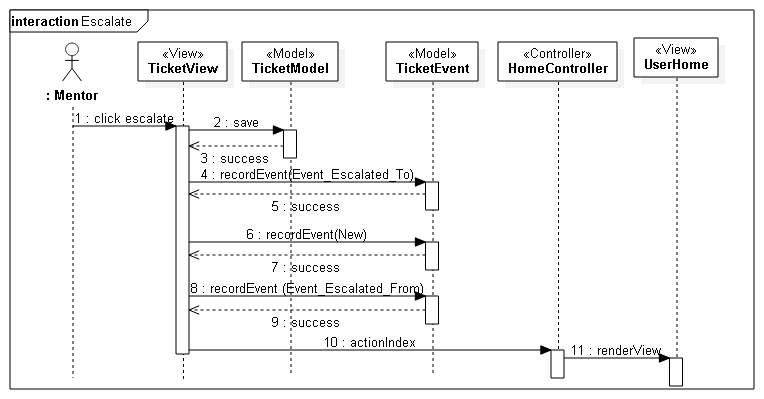 interaction Escalate
: Mentor
«View»
TicketView
«Model»
TicketModel
«Model»
TicketEvent
«Controller»
HomeController
«View»
UserHome
1 : click escalate
2 : save
3 : success
4 : recordEvent(Event_Escalated_To)
5 : success
6 : recordEvent(New)
7 : success
8 : recordEvent (Event_Escalated_From)
9 : success
10 : actionIndex
11 : renderView